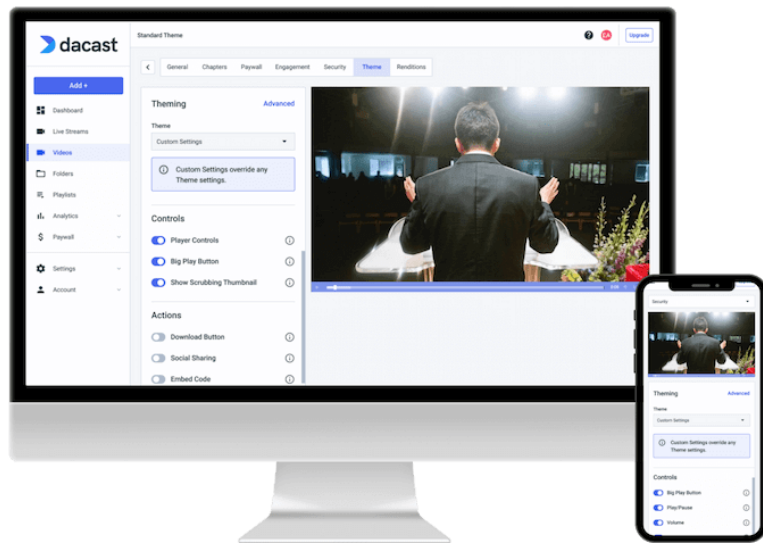 dacast
Standard Theme
?
Upgrade
General Chapters Paywall Engagement Security Theme Renditions
Add +
Dashboard
Live Streams
Videos
Folders
Playlists
Analytics
$ Paywall
Settings
Account
Theming Advanced
Theme
Custom Settings
Custom Settings override any
Theme settings.
Controls
Player Controls
Big Play Button
Show Scrubbing Thumbnail
Actions
Download Button
Social Sharing
Embed Code
Security
Theming Advanced
Theme
Custom Settings
Custom Settings override any
Theme settings.
Controls
Big Play Button
Play/Pause
Volume